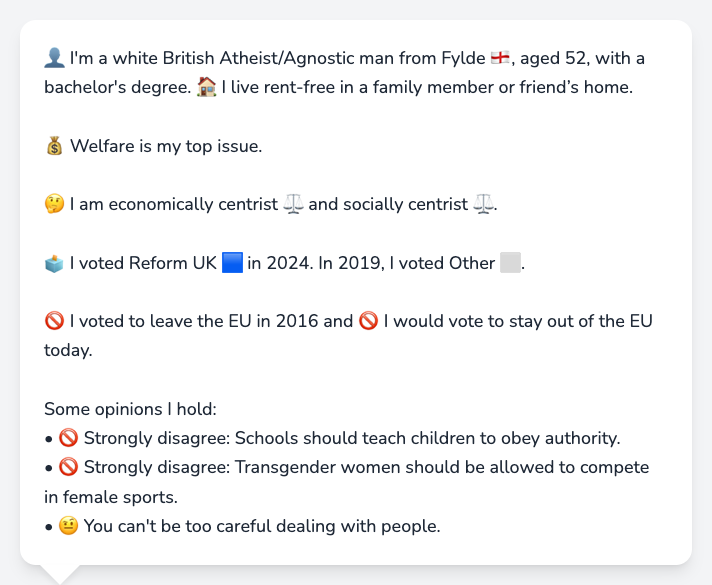 👤 I'm a white British Atheist/Agnostic man from Fylde 🏴󠁧󠁢󠁥󠁮󠁧󠁿, aged 52, with a
bachelor's degree. 🏠 I live rent-free in a family member or friend’s home.
💰 Welfare is my top issue.
🤔 I am economically centrist ⚖️ and socially centrist ⚖️.
🗳️ I voted Reform UK 🟦 in 2024. In 2019, I voted Other ⬜.
🚫 I voted to leave the EU in 2016 and 🚫 I would vote to stay out of the EU
today.
Some opinions I hold:
• 🚫 Strongly disagree: Schools should teach children to obey authority.
• 🚫 Strongly disagree: Transgender women should be allowed to compete
in female sports.
• 🤨 You can't be too careful dealing with people.